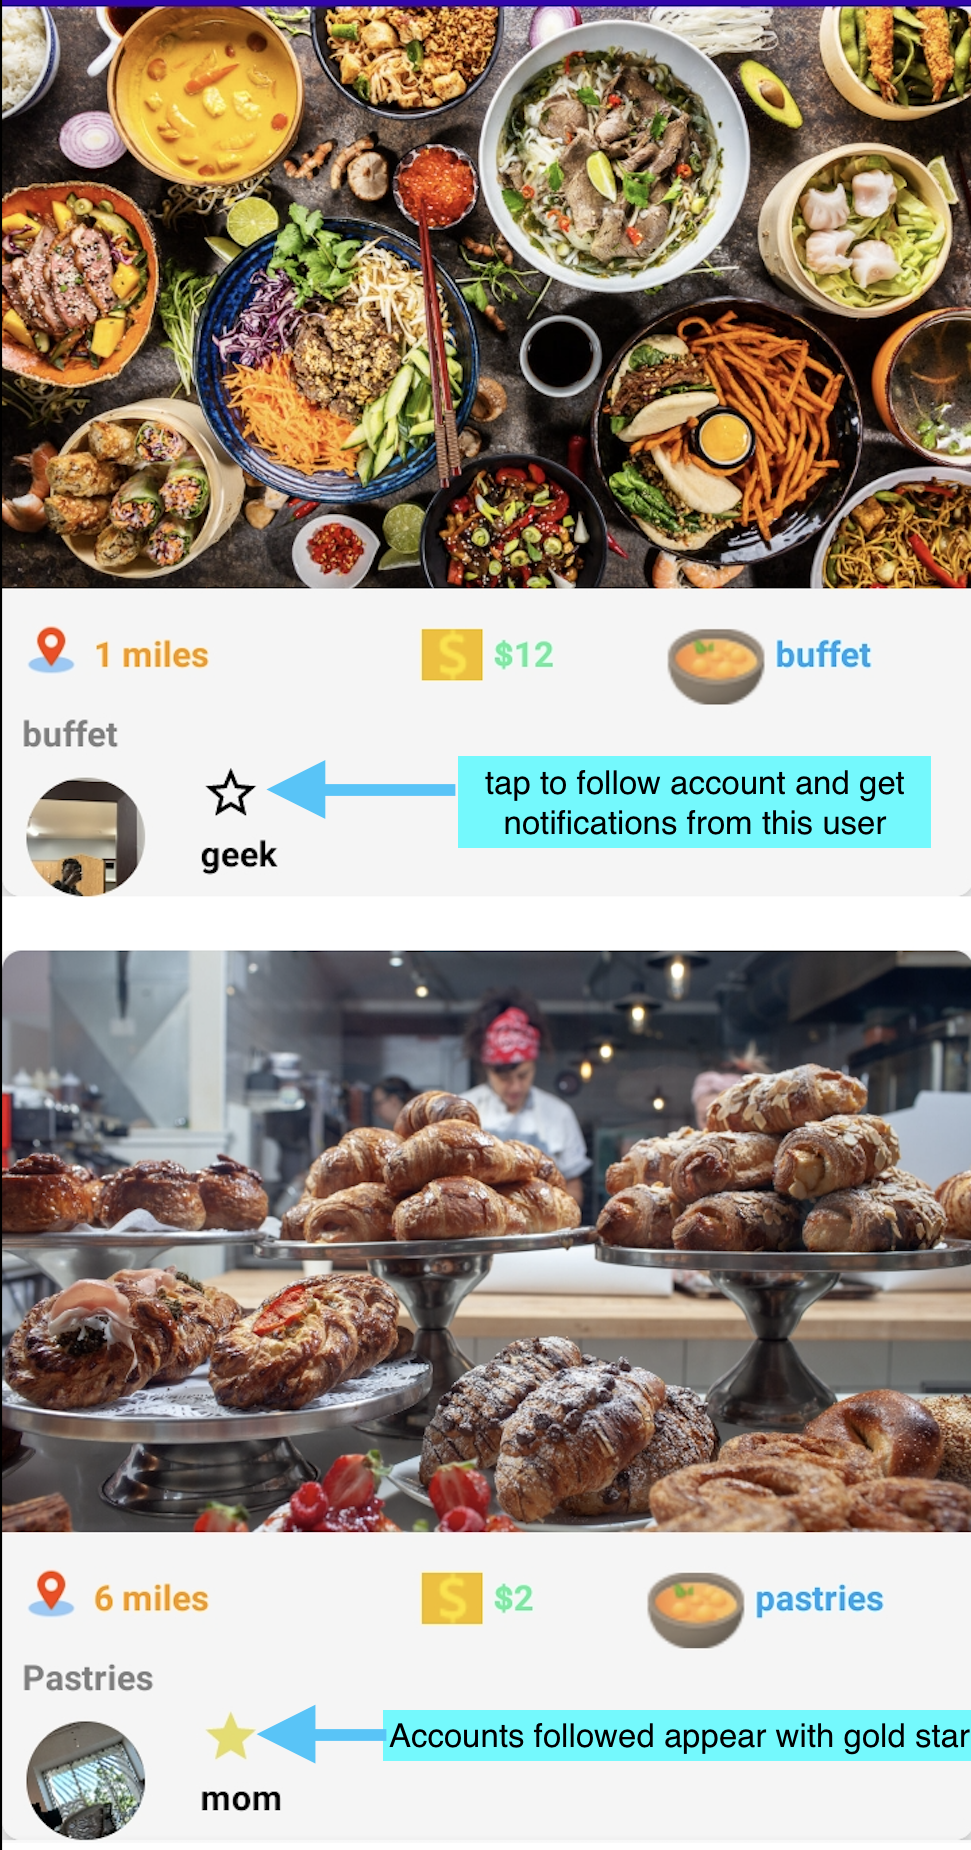 1 miles $12 buffet
buffet
tap to follow account and get
notifications from this user
geek
6 miles $2 pastries
Pastries
Accounts followed appear with gold star
mom